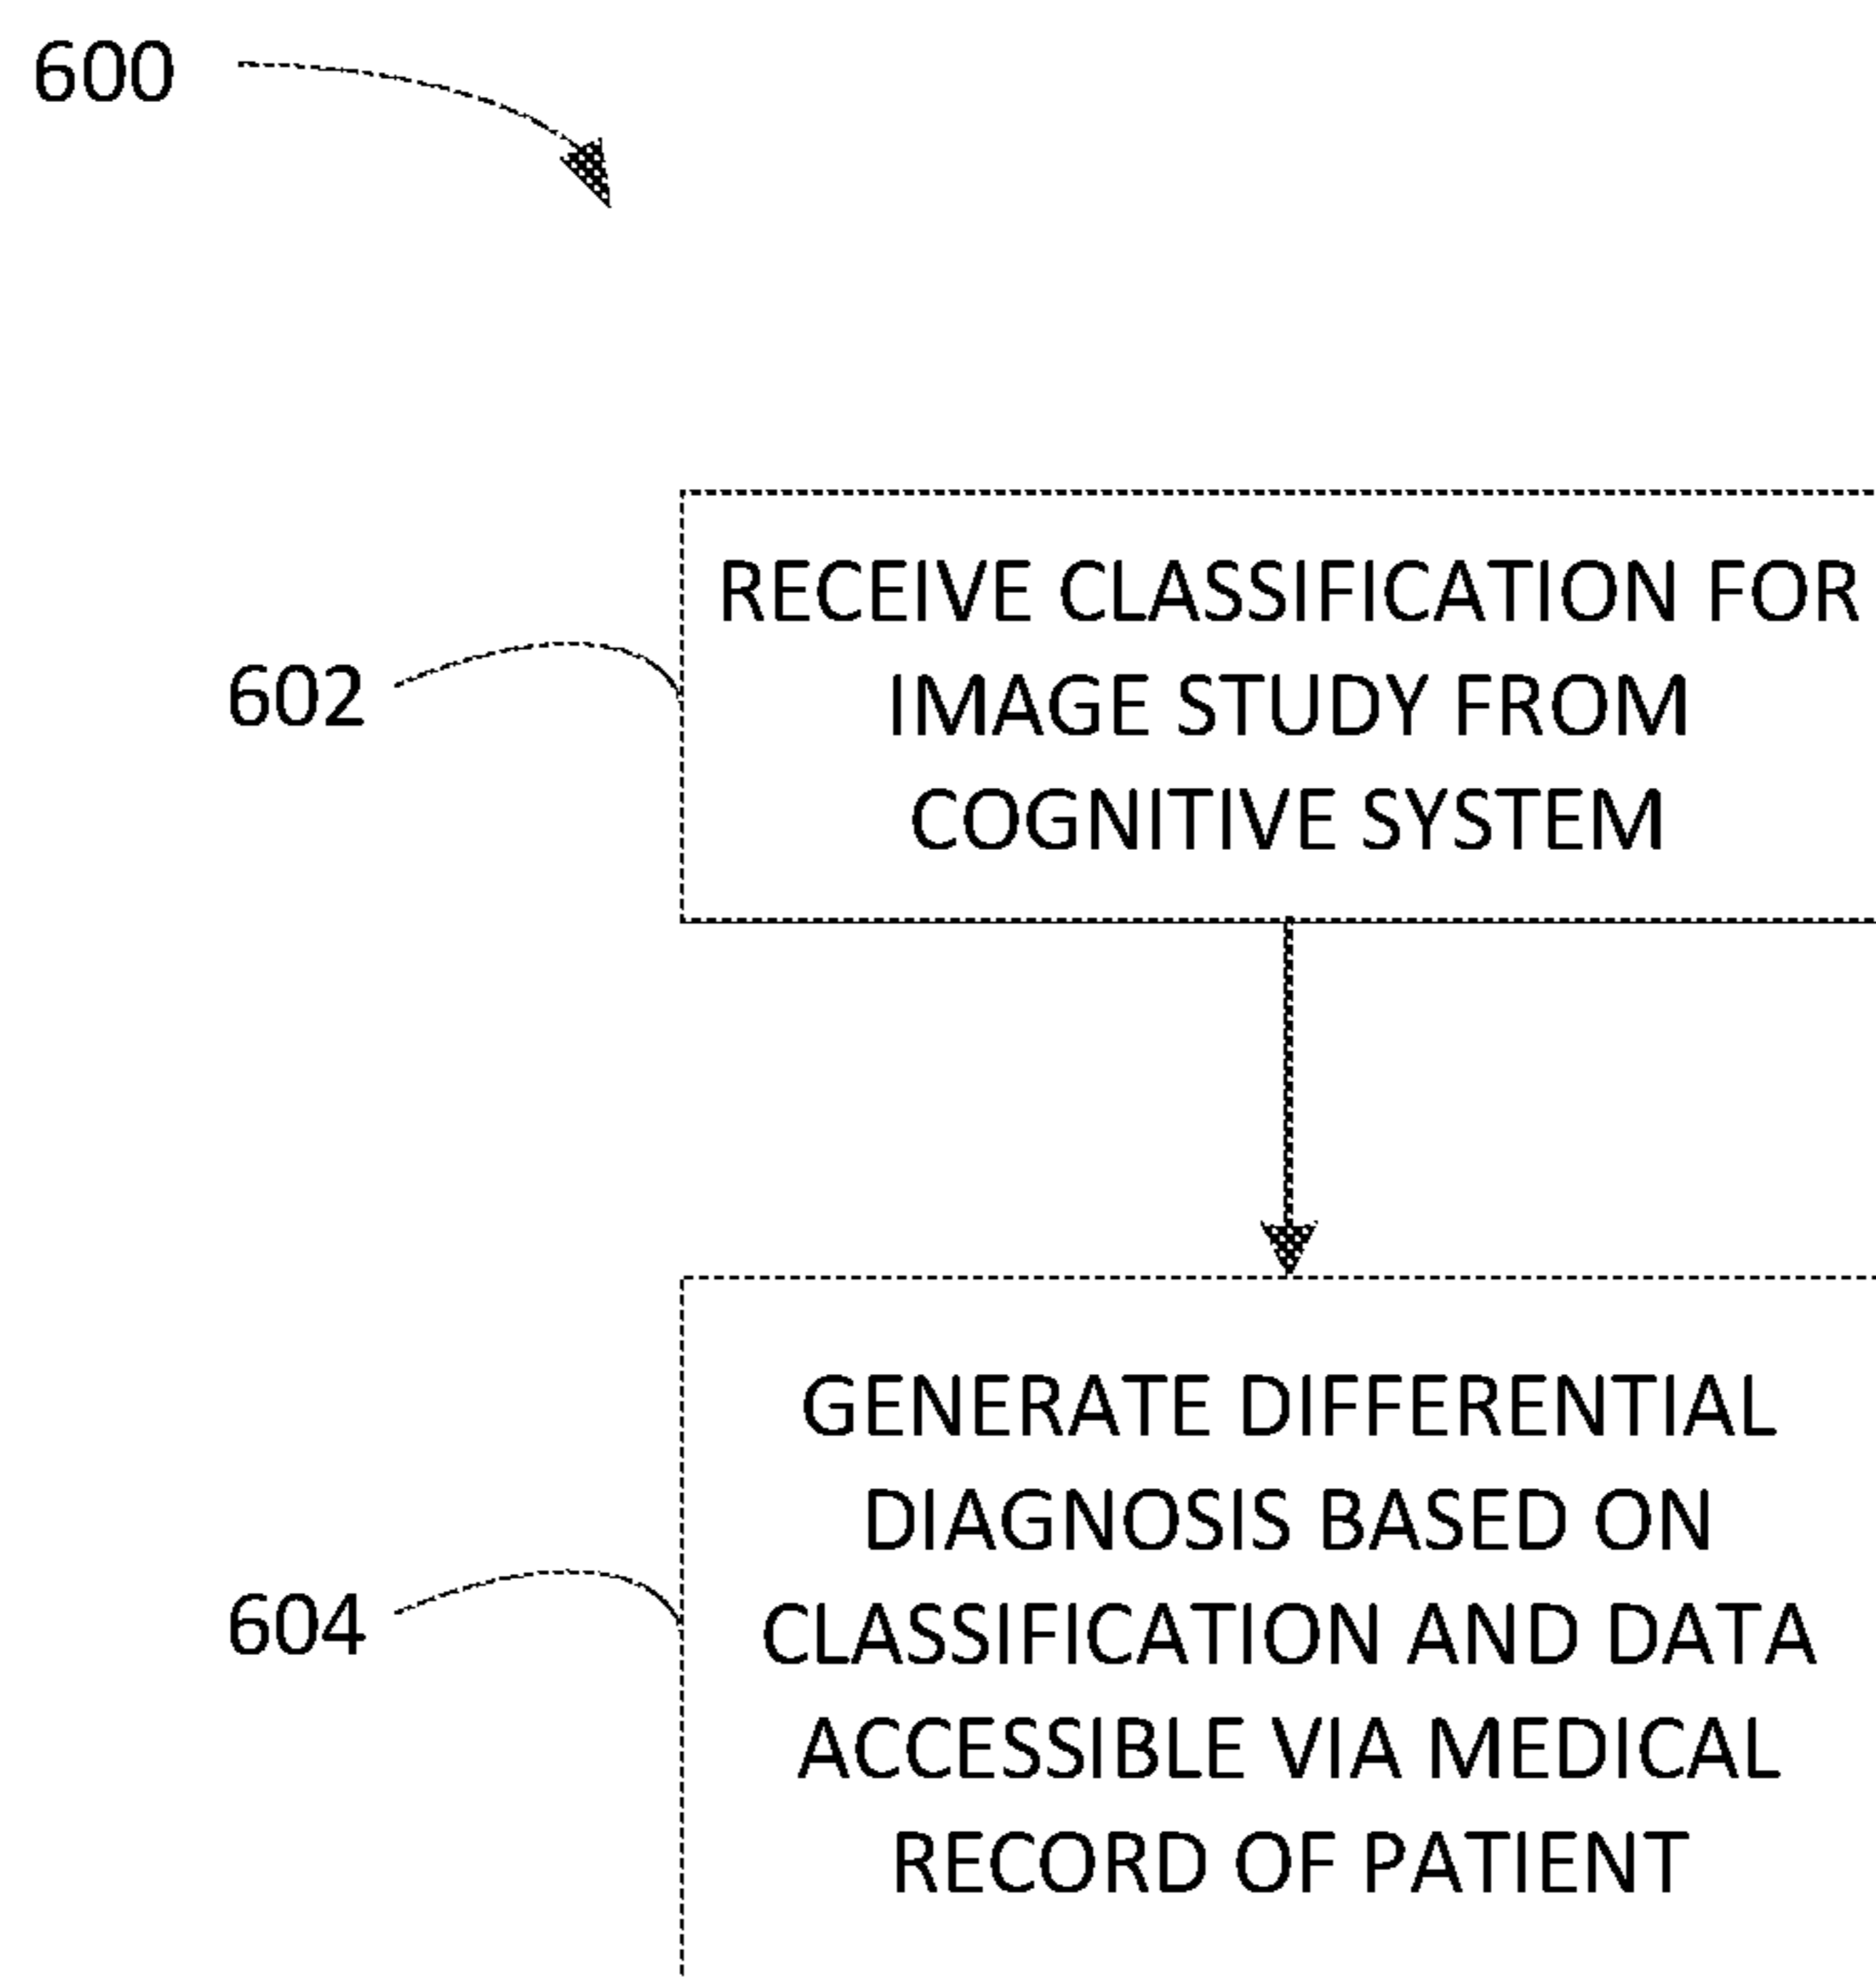 600
RECEIVE CLASSIFICATION FOR
IMAGE STUDY FROM
602
COGNITIVE SYSTEM
GENERATE DIFFERENTIAL
DIAGNOSIS BASED ON
604
CLASSIFICATION AND DATA
ACCESSIBLE VIA MEDICAL
RECORD OF PATIENT